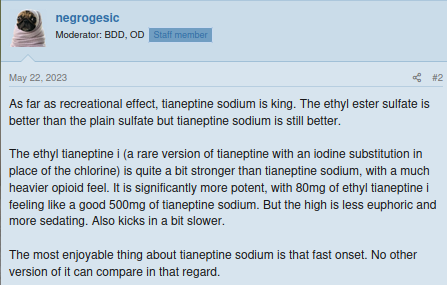 negrogesic
Moderator: BDD, OD Staff member
May 22, 2023 #2
As far as recreational effect, tianeptine sodium is king. The ethyl ester sulfate is
better than the plain sulfate but tianeptine sodium is still better.
The ethyl tianeptine i (a rare version of tianeptine with an iodine substitution in
place of the chlorine) is quite a bit stronger than tianeptine sodium, with a much
heavier opioid feel. It is significantly more potent, with 80mg of ethyl tianeptine i
feeling like a good 500mg of tianeptine sodium. But the high is less euphoric and
more sedating. Also kicks in a bit slower.
The most enjoyable thing about tianeptine sodium is that fast onset. No other
version of it can compare in that regard.